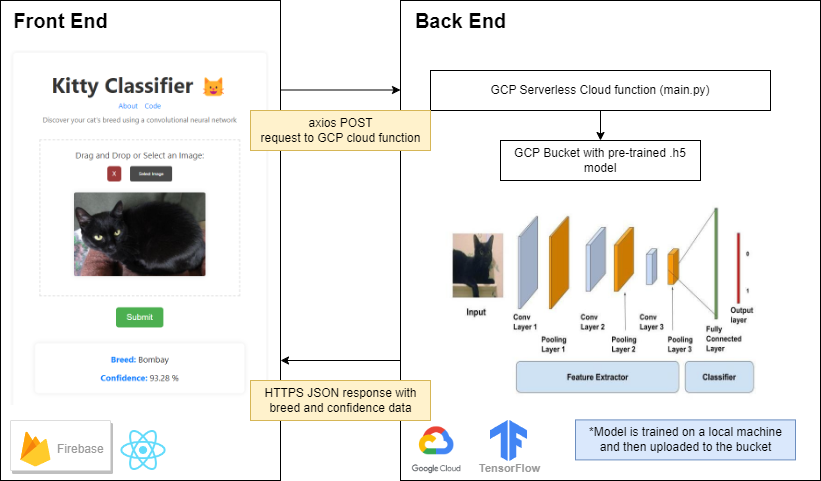 Front End
Kitty Classifier
About Code
Discover your cat's breed using a convolutional neural network
Drag and Drop or Select an Image:
X
Select Image
Submit
Breed: Bombay
Confidence: 93.28 %
Firebase
axios POST
request to GCP cloud function
HTTPS JSON response with
breed and confidence data
Back End
GCP Serverless Cloud function (main.py)
GCP Bucket with pre-trained .h5
model
Input
Conv
Layer 1
Pooling
Layer 1
Conv
Layer 2
Pooling
Layer 2
Conv
Layer 3
Pooling
Layer 3
Fully
Connected
Layer
0
1
Output
layer
Feature Extractor
Classifier
Google Cloud
TensorFlow
*Model is trained on a local machine
and then uploaded to the bucket